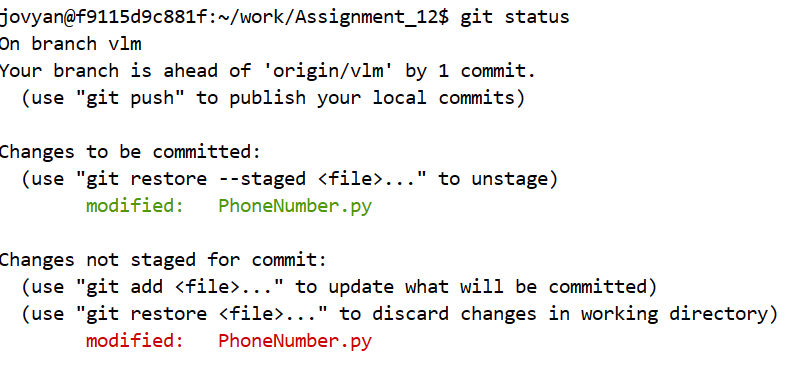 jovyan@f9115d9c881f:~/work/Assignment_12$ git status
On branch vlm
Your branch is ahead of 'origin/vlm' by 1 commit.
  (use "git push" to publish your local commits)

Changes to be committed:
  (use "git restore --staged <file>..." to unstage)
        modified:   PhoneNumber.py

Changes not staged for commit:
  (use "git add <file>..." to update what will be committed)
  (use "git restore <file>..." to discard changes in working directory)
        modified:   PhoneNumber.py